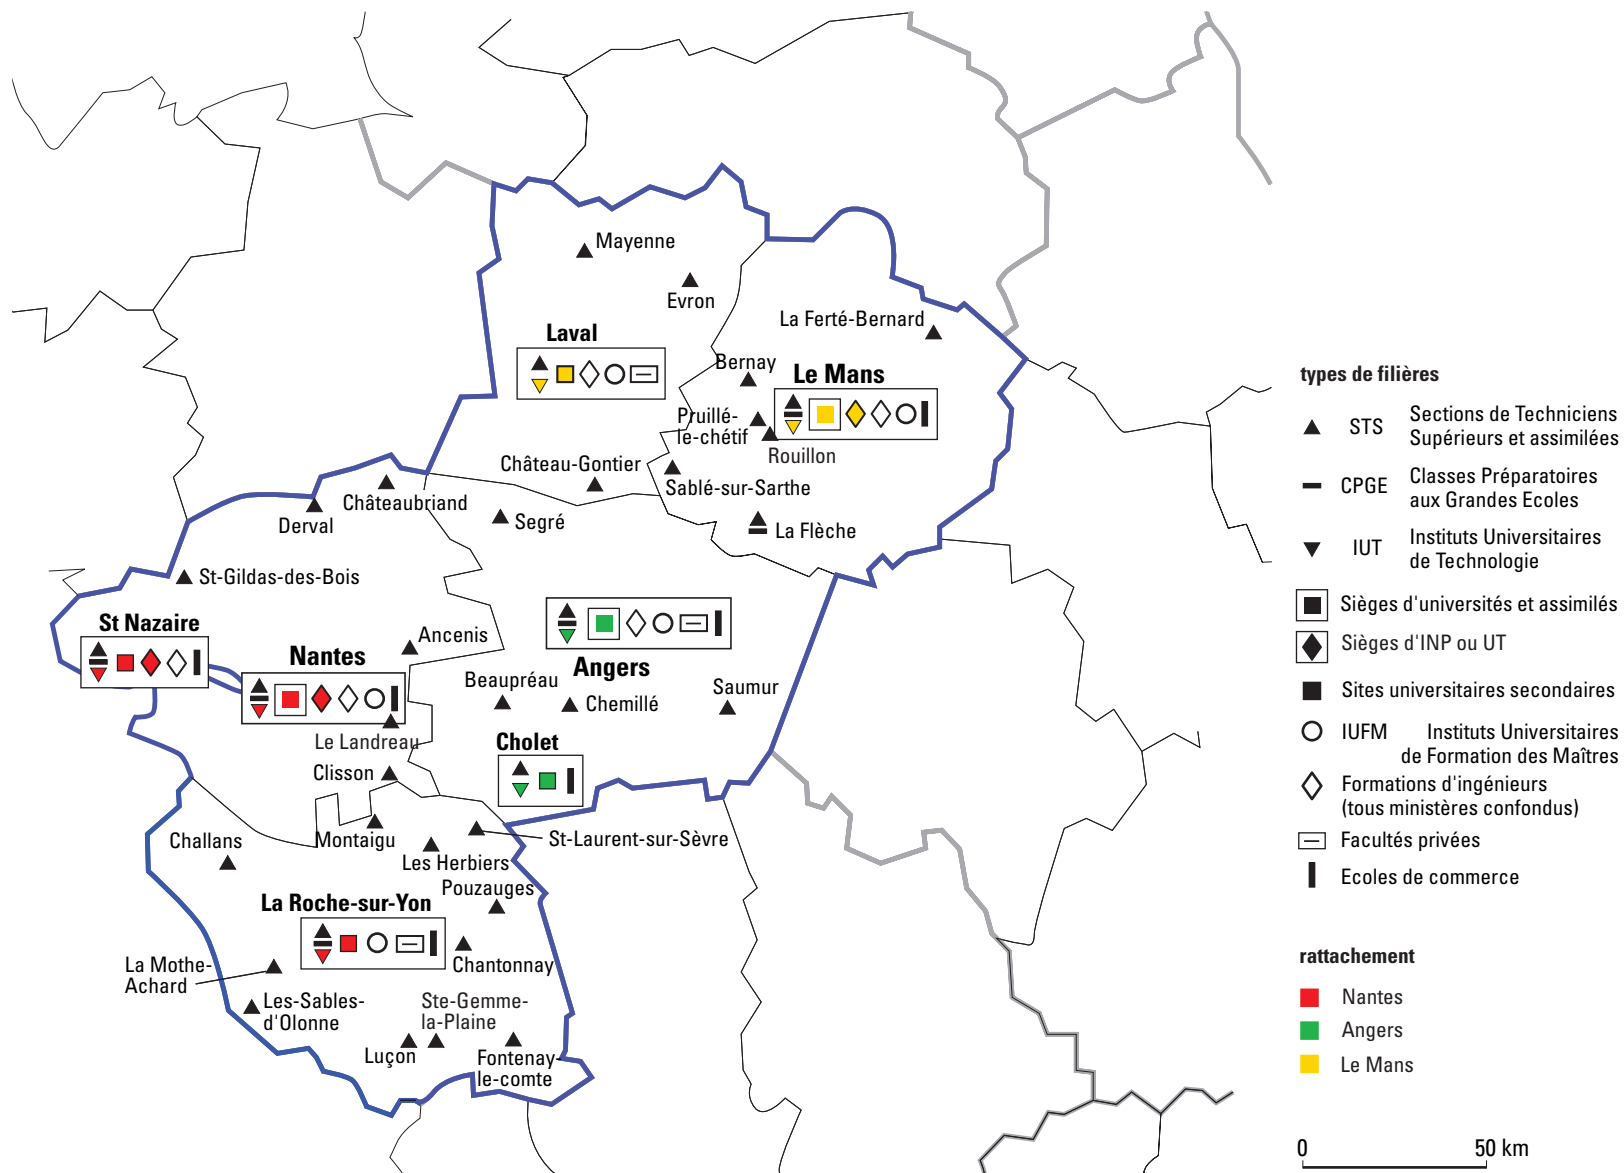 Mayenne
Evron
La Ferté-Bernard
Laval
Bernay
Le Mans
Pruillé-
le-chétif
Rouillon
Château-Gontier
Sablé-sur-Sarthe
Châteaubriand
Derval
Segré
La Flèche
St-Gildas-des-Bois
St Nazaire
Nantes
Ancenis
Angers
Beaupréau
Chemillé
Saumur
Le Landreau
Cholet
Clisson
Montaigu
St-Laurent-sur-Sèvre
Challans
Les Herbiers
Pouzauges
La Roche-sur-Yon
Chantonnay
La Mothe-
Achard
Les-Sables-
d'Olonne
Ste-Gemme-
la-Plaine
Luçon
Fontenay-
le-comte
types de filières
STS Sections de Techniciens
Supérieurs et assimilées
CPGE Classes Préparatoires
aux Grandes Ecoles
IUT Instituts Universitaires
de Technologie
Sièges d'universités et assimilés
Sièges d'INP ou UT
Sites universitaires secondaires
IUFM Instituts Universitaires
de Formation des Maîtres
Formations d'ingénieurs
(tous ministères confondus)
Facultés privées
Ecoles de commerce
rattachement
Nantes
Angers
Le Mans
0 50 km